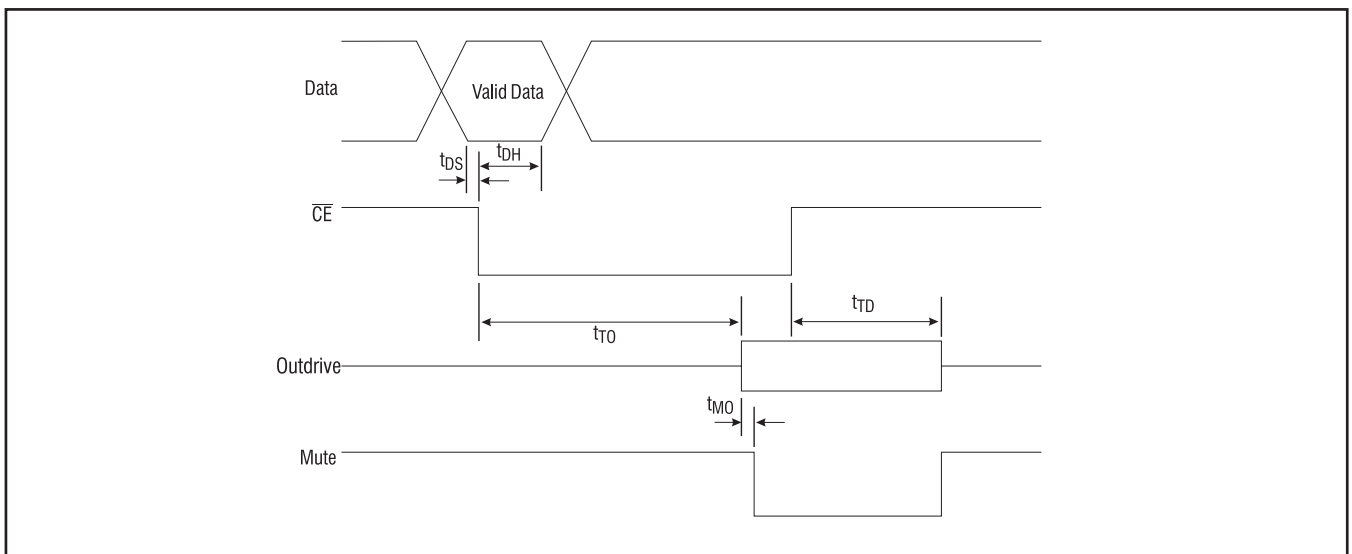 Data
Valid Data
tDS
tDH
CE
tTO
tTD
Outdrive
tMO
Mute